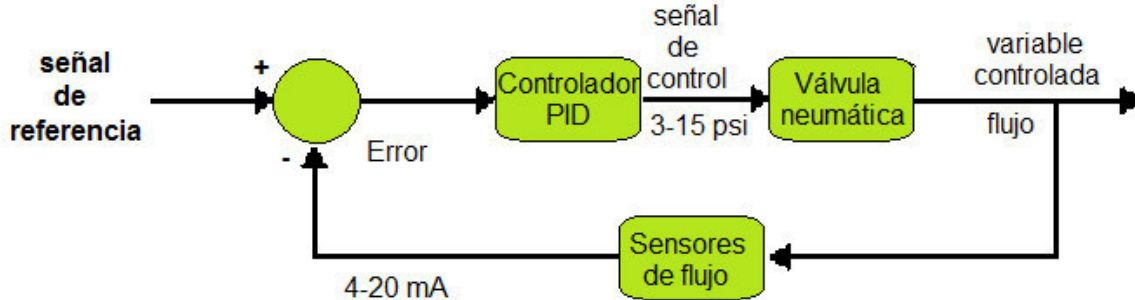 señal
de
referencia
+
-
Error
Controlador
PID
señal
de
control
3-15 psi
Válvula
neumática
variable
controlada
flujo
Sensores
de flujo
4-20 mA